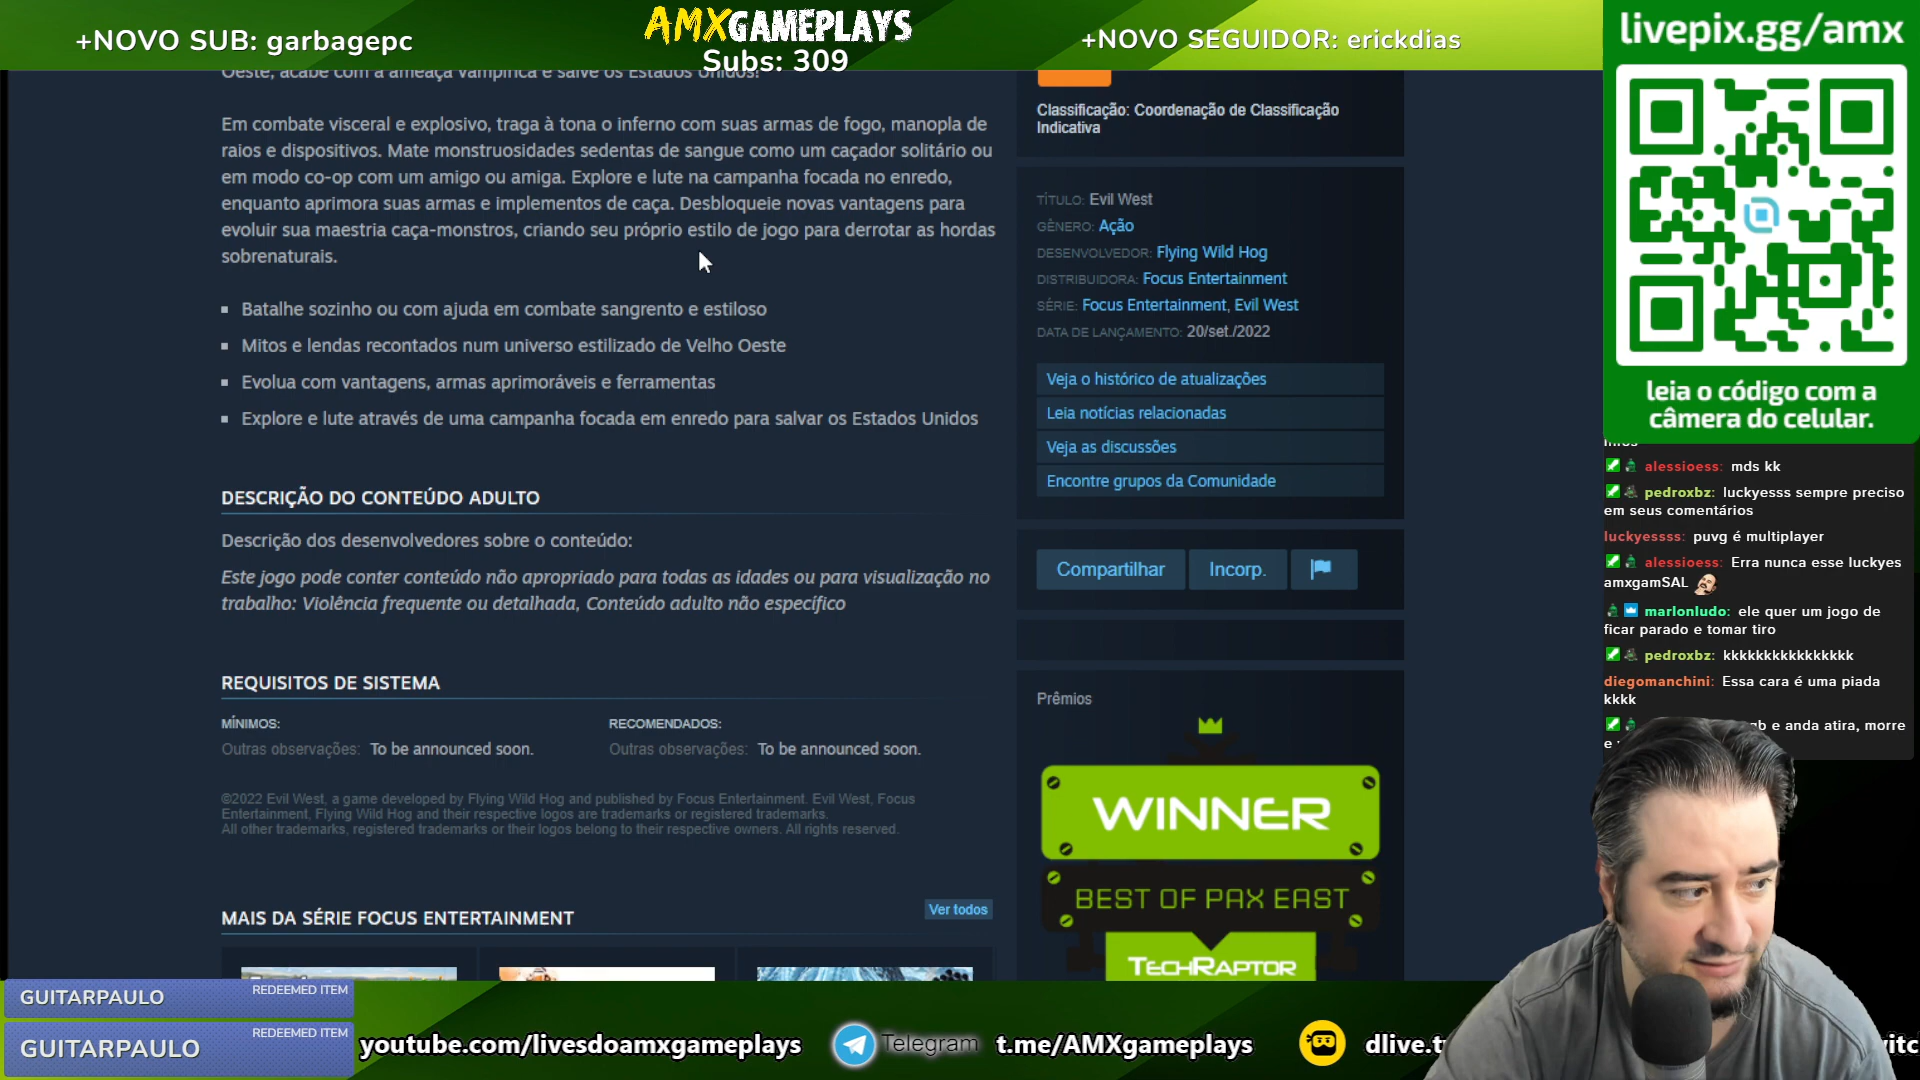 +NOVO SUB: garbagepc
AMXGAMEPLAYS
Subs: 309
+NOVO SEGUIDOR: erickdias
livepix.gg/amx
leia o código com a
câmera do celular.
Oeste, acabe com a ameaça vampírica e salve os Estados Unidos!
Em combate visceral e explosivo, traga à tona o inferno com suas armas de fogo, manopla de
raios e dispositivos. Mate monstruosidades sedentas de sangue como um caçador solitário ou
em modo co-op com um amigo ou amiga. Explore e lute na campanha focada no enredo,
enquanto aprimora suas armas e implementos de caça. Desbloqueie novas vantagens para
evoluir sua maestria caça-monstros, criando seu próprio estilo de jogo para derrotar as hordas
sobrenaturais.
Batalhe sozinho ou com ajuda em combate sangrento e estiloso
Mitos e lendas recontados num universo estilizado de Velho Oeste
Evolua com vantagens, armas aprimoráveis e ferramentas
Explore e lute através de uma campanha focada em enredo para salvar os Estados Unidos
DESCRIÇÃO DO CONTEÚDO ADULTO
Descrição dos desenvolvedores sobre o conteúdo:
Este jogo pode conter conteúdo não apropriado para todas as idades ou para visualização no
trabalho: Violência frequente ou detalhada, Conteúdo adulto não específico
REQUISITOS DE SISTEMA
MÍNIMOS:
Outras observações: To be announced soon.
RECOMENDADOS:
Outras observações: To be announced soon.
©2022 Evil West, a game developed by Flying Wild Hog and published by Focus Entertainment. Evil West, Focus
Entertainment, Flying Wild Hog and their respective logos are trademarks or registered trademarks.
All other trademarks, registered trademarks or their logos belong to their respective owners. All rights reserved.
MAIS DA SÉRIE FOCUS ENTERTAINMENT
Ver todos
Classificação: Coordenação de Classificação
Indicativa
TÍTULO: Evil West
GÊNERO: Ação
DESENVOLVEDOR: Flying Wild Hog
DISTRIBUIDORA: Focus Entertainment
SÉRIE: Focus Entertainment, Evil West
DATA DE LANÇAMENTO: 20/set./2022
Veja o histórico de atualizações
Leia notícias relacionadas
Veja as discussões
Encontre grupos da Comunidade
Compartilhar
Incorp.
Prêmios
WINNER
BEST OF PAX EAST
TECHRAPTOR
alessioess: mds kk
pedroxbz: luckyesss sempre preciso
em seus comentários
luckyessss: puvg é multiplayer
alessioess: Erra nunca esse luckyes
amxgamSAL
marlonludo: ele quer um jogo de
ficar parado e tomar tiro
pedroxbz: kkkkkkkkkkkkkkkk
diegomanchini: Essa cara é uma piada
kkkk
e anda atira, morre
e
GUITARPAULO
REDEEMED ITEM
GUITARPAULO
REDEEMED ITEM
youtube.com/livesdoamxgameplays
Telegram
t.me/AMXgameplays
dlive.tv